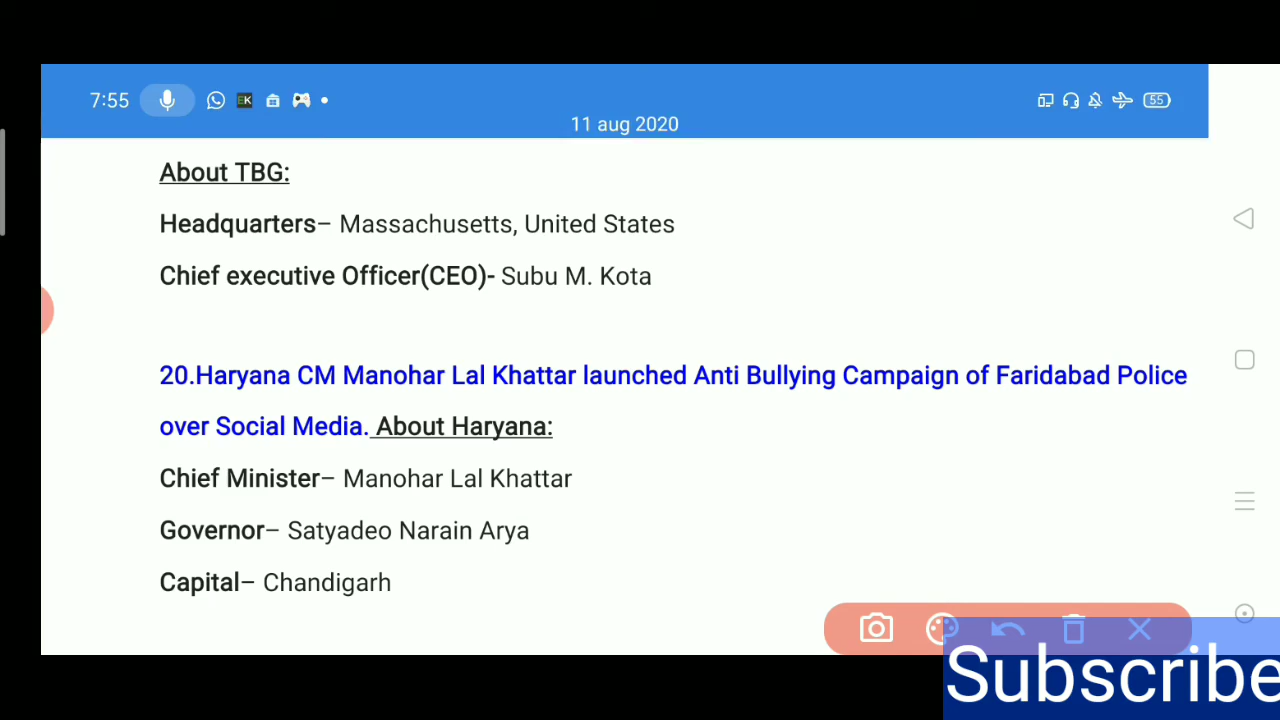 7:55 EK 55
11 aug 2020
About TBG:
Headquarters– Massachusetts, United States
Chief executive Officer(CEO)- Subu M. Kota
20.Haryana CM Manohar Lal Khattar launched Anti Bullying Campaign of Faridabad Police
over Social Media. About Haryana:
Chief Minister– Manohar Lal Khattar
Governor– Satyadeo Narain Arya
Capital– Chandigarh
Subscribe